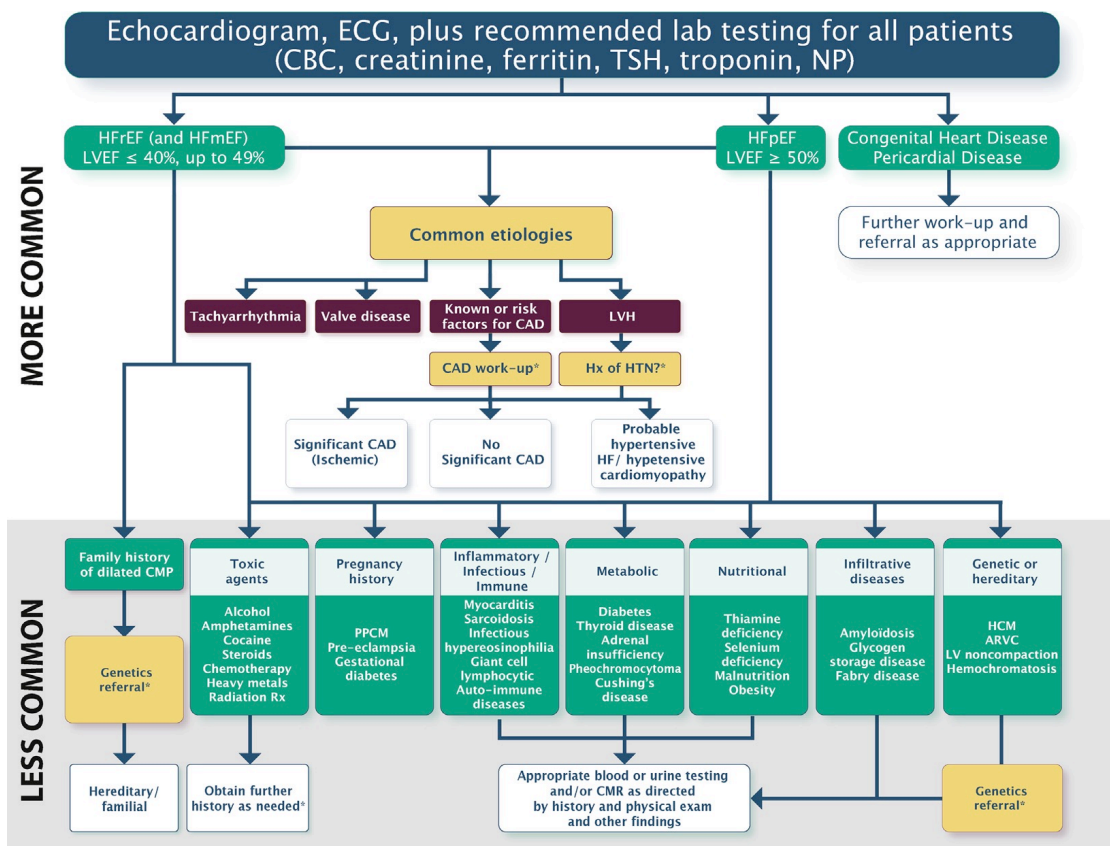 Echocardiogram, ECG, plus recommended lab testing for all patients
(CBC, creatinine, ferritin, TSH, troponin, NP)
HFrEF (and HFmEF)
LVEF ≤ 40%, up to 49%
HFpEF
LVEF ≥ 50%
Congenital Heart Disease
Pericardial Disease
Further work-up and
referral as appropriate
MORE COMMON
Common etiologies
Tachyarrhythmia
Valve disease
Known or risk
factors for CAD
LVH
CAD work-up*
Hx of HTN?*
Significant CAD
(Ischemic)
No
Significant CAD
Probable
hypertensive
HF/ hypetensive
cardiomyopathy
LESS COMMON
Family history
of dilated CMP
Genetics
referral*
Hereditary/
familial
Toxic
agents
Alcohol
Amphetamines
Cocaine
Steroids
Chemotherapy
Heavy metals
Radiation Rx
Obtain further
history as needed*
Pregnancy
history
PPCM
Pre-eclampsia
Gestational
diabetes
Inflammatory /
Infectious /
Immune
Myocarditis
Sarcoidosis
Infectious
hypereosinophilia
Giant cell
lymphocytic
Auto-immune
diseases
Metabolic
Diabetes
Thyroid disease
Adrenal
insufficiency
Pheochromocytoma
Cushing's
disease
Nutritional
Thiamine
deficiency
Selenium
deficiency
Malnutrition
Obesity
Infiltrative
diseases
Amyloïdosis
Glycogen
storage disease
Fabry disease
Genetic or
hereditary
HCM
ARVC
LV noncompaction
Hemochromatosis
Appropriate blood or urine testing
and/or CMR as directed
by history and physical exam
and other findings
Genetics
referral*